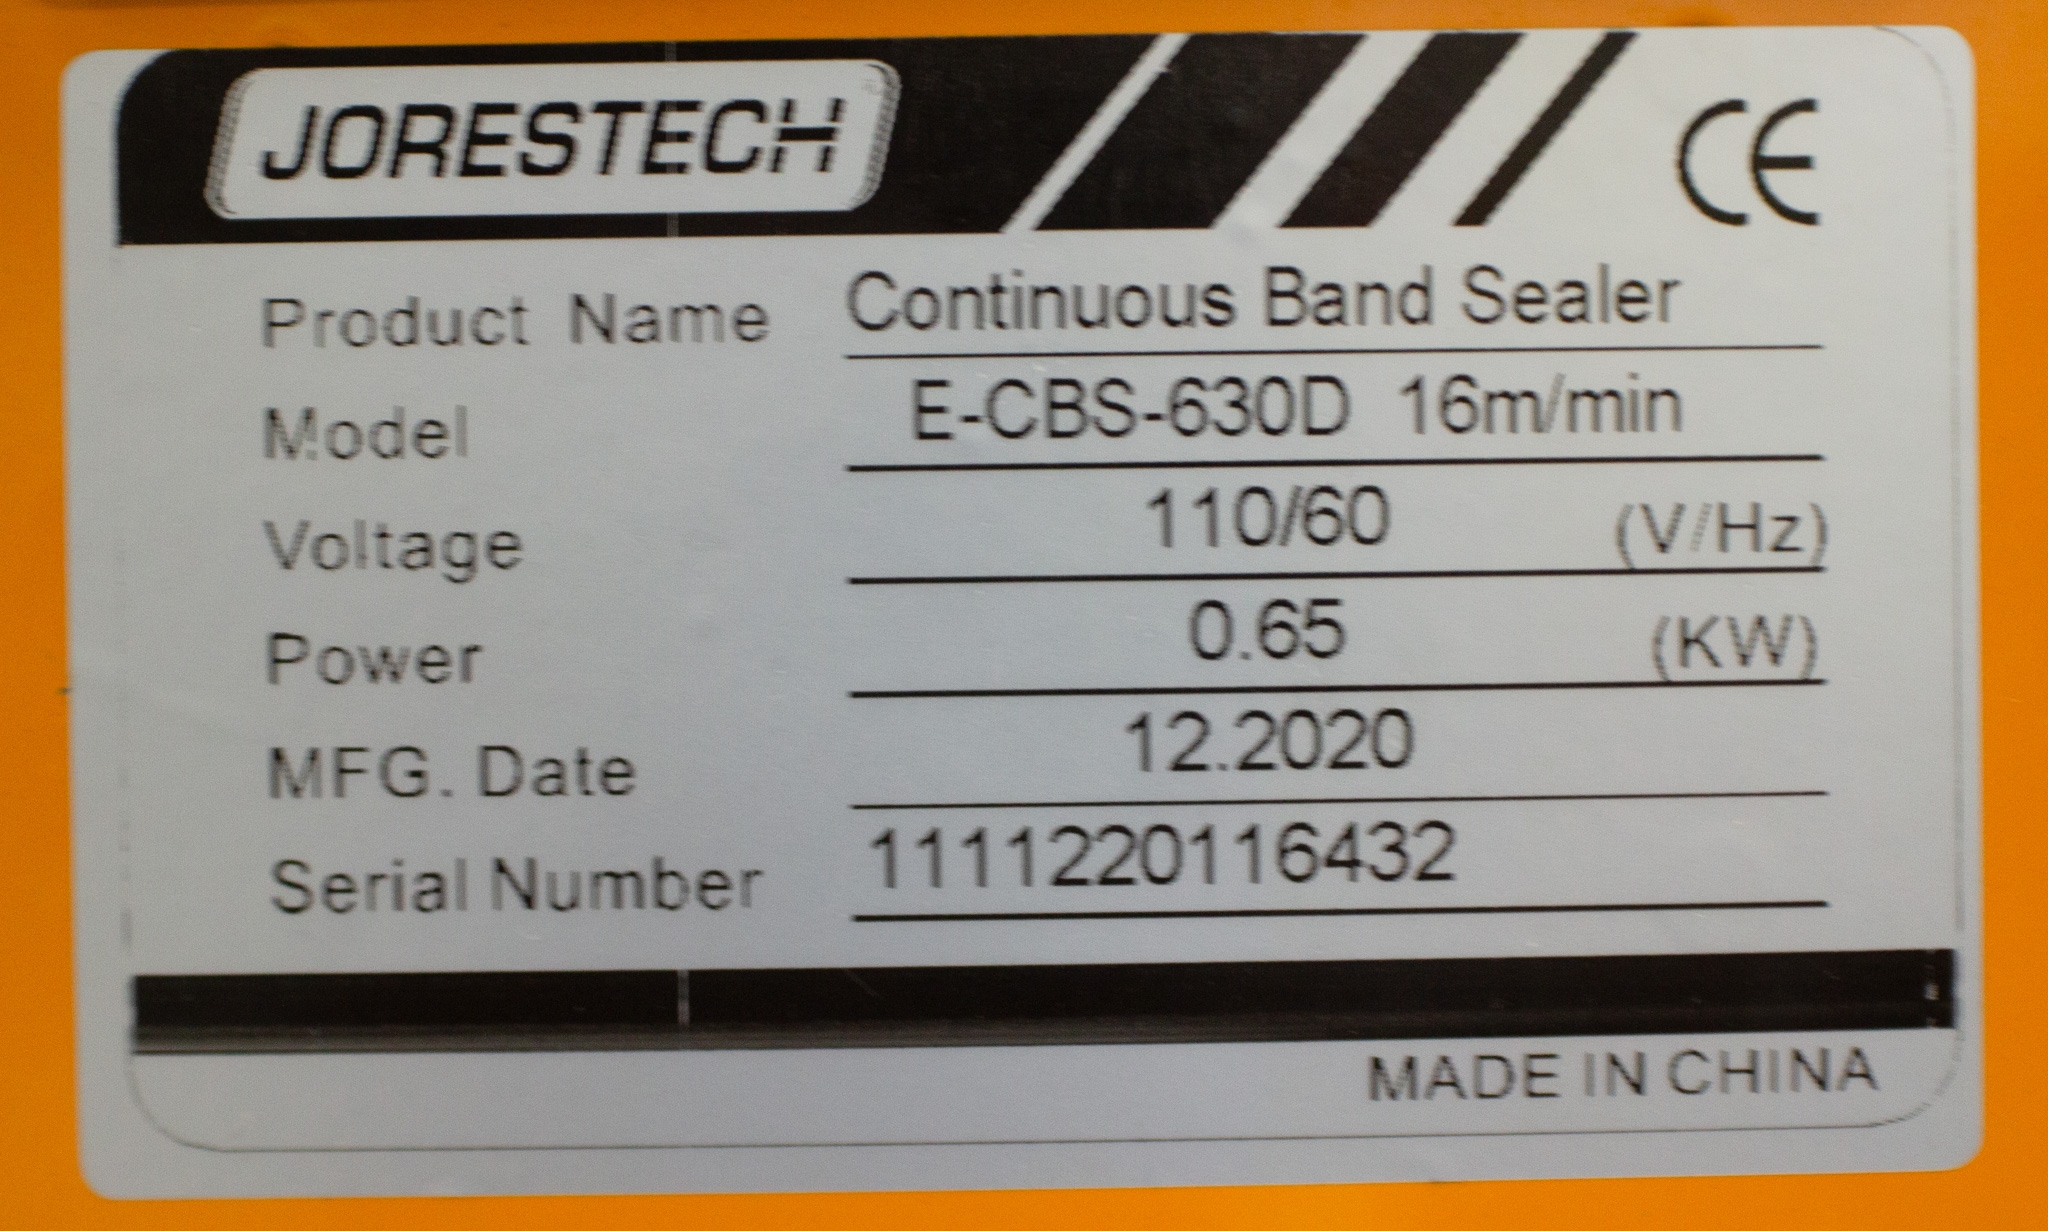 JORESTECH
CE
Product Name Continuous Band Sealer
Model E-CBS-630D 16m/min
Voltage 110/60 (V/Hz)
Power 0.65 (KW)
MFG. Date 12.2020
Serial Number 1111220116432
MADE IN CHINA